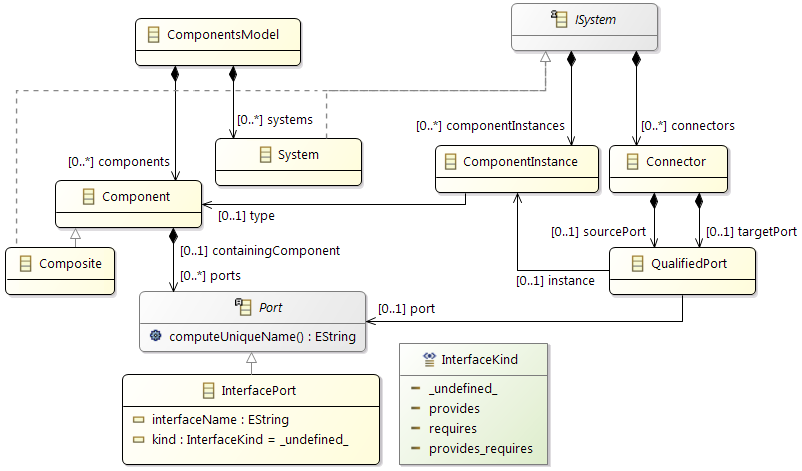 ComponentsModel
ISystem
[0..*] systems
[0..*] componentInstances
[0..*] connectors
[0..*] components
System
ComponentInstance
Connector
Component
[0..1] type
[0..1] sourcePort
[0..1] targetPort
[0..1] containingComponent
Composite
QualifiedPort
[0..*] ports
[0..1] instance
Port
[0..1] port
computeUniqueName() : EString
InterfaceKind
InterfacePort
_undefined_
interfaceName : EString
provides
kind : InterfaceKind = _undefined_
requires
provides_requires